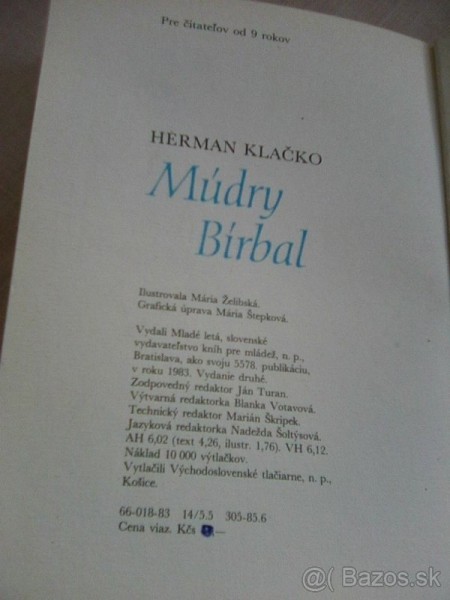 Pre čitateľov od 9 rokov
HERMAN KLAČKO
Múdry
Bírbal
Ilustrovala Mária Želibská.
Grafická úprava Mária Štepková.
Vydali Mladé letá, slovenské
vydavateľstvo kníh pre mládež, n. p.,
Bratislava, ako svoju 5578. publikáciu,
v roku 1983. Vydanie druhé.
Zodpovedný redaktor Ján Turan.
Výtvarná redaktorka Blanka Votavová.
Technický redaktor Marián Škripek.
Jazyková redaktorka Nadežda Šoltýsová.
AH 6,02 (text 4,26, ilustr. 1,76). VH 6,12.
Náklad 10 000 výtlačkov.
Vytlačili Východoslovenské tlačiarne, n. p.,
Košice.
66-018-83 14/5.5 305-85.6
Cena viaz. Kčs —
@( Bazos.sk